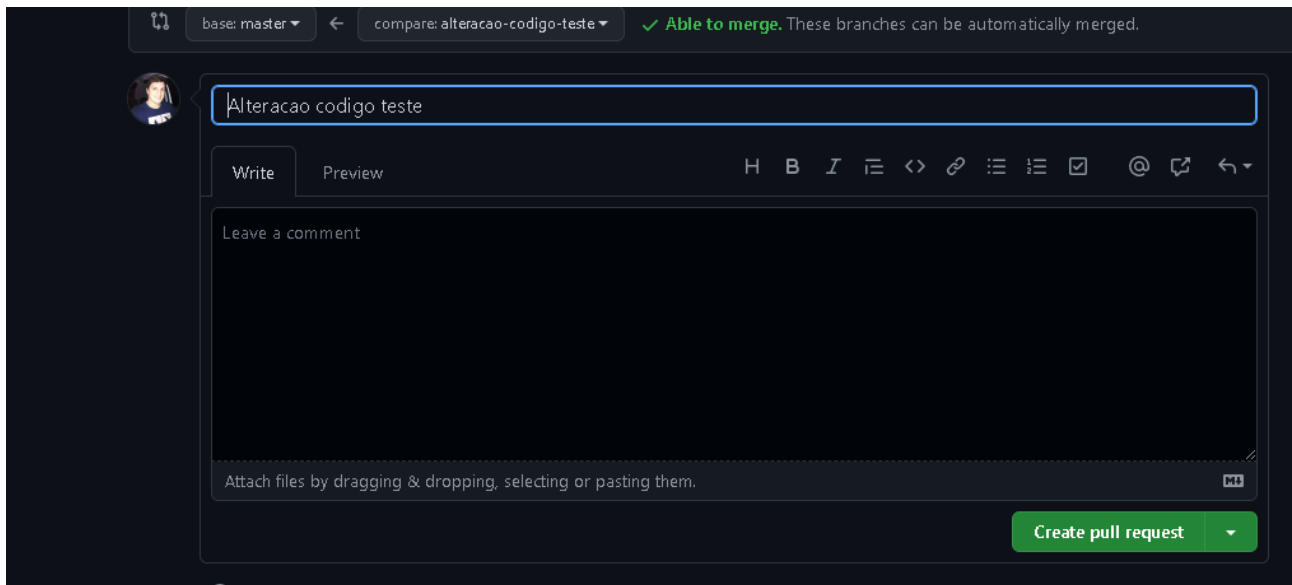 base: master compare: alteracao-codigo-teste Able to merge. These branches can be automatically merged.
Alteracao codigo teste
Write Preview
Leave a comment
Attach files by dragging & dropping, selecting or pasting them.
Create pull request